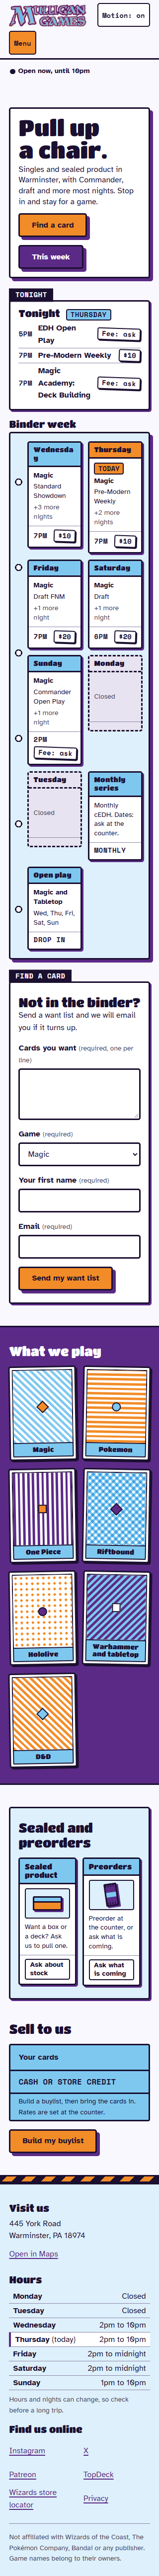 MULLIGAN GAMES
Motion: on
Menu
Open now, until 10pm
Pull up
a chair.
Singles and sealed product in
Warminster, with Commander,
draft and more most nights. Stop
in and stay for a game.
Find a card
This week
TONIGHT
Tonight THURSDAY
5PM EDH Open Play Fee: ask
7PM Pre-Modern Weekly $10
7PM Magic Academy: Deck Building Fee: ask
Binder week
Wednesda
y
Magic
Standard
Showdown
+3 more
nights
7PM $10
Thursday
TODAY
Magic
Pre-Modern
Weekly
+2 more
nights
7PM $10
Friday
Magic
Draft FNM
+1 more
night
7PM $20
Saturday
Magic
Draft
+1 more
night
6PM $20
Sunday
Magic
Commander
Open Play
+1 more
night
2PM
Fee: ask
Monday
Closed
Tuesday
Closed
Monthly
series
Monthly
cEDH. Dates:
ask at the
counter.
MONTHLY
Open play
Magic and
Tabletop
Wed, Thu, Fri,
Sat, Sun
DROP IN
FIND A CARD
Not in the binder?
Send a want list and we will email
you if it turns up.
Cards you want (required, one per
line)
Game (required)
Magic
Your first name (required)
Email (required)
Send my want list
What we play
Magic
Pokemon
One Piece
Riftbound
Hololive
Warhammer
and tabletop
D&D
Sealed and
preorders
Sealed
product
Want a box or
a deck? Ask
us to pull one.
Ask about
stock
Preorders
Preorder at
the counter, or
ask what is
coming.
Ask what
is coming
Sell to us
Your cards
CASH OR STORE CREDIT
Build a buylist, then bring the cards in.
Rates are set at the counter.
Build my buylist
Visit us
445 York Road
Warminster, PA 18974
Open in Maps
Hours
Monday Closed
Tuesday Closed
Wednesday 2pm to 10pm
Thursday (today) 2pm to 10pm
Friday 2pm to midnight
Saturday 2pm to midnight
Sunday 1pm to 10pm
Hours and nights can change, so check
before a long trip.
Find us online
Instagram X
Patreon TopDeck
Wizards store
locator
Privacy
Not affiliated with Wizards of the Coast, The
Pokémon Company, Bandai or any publisher.
Game names belong to their owners.